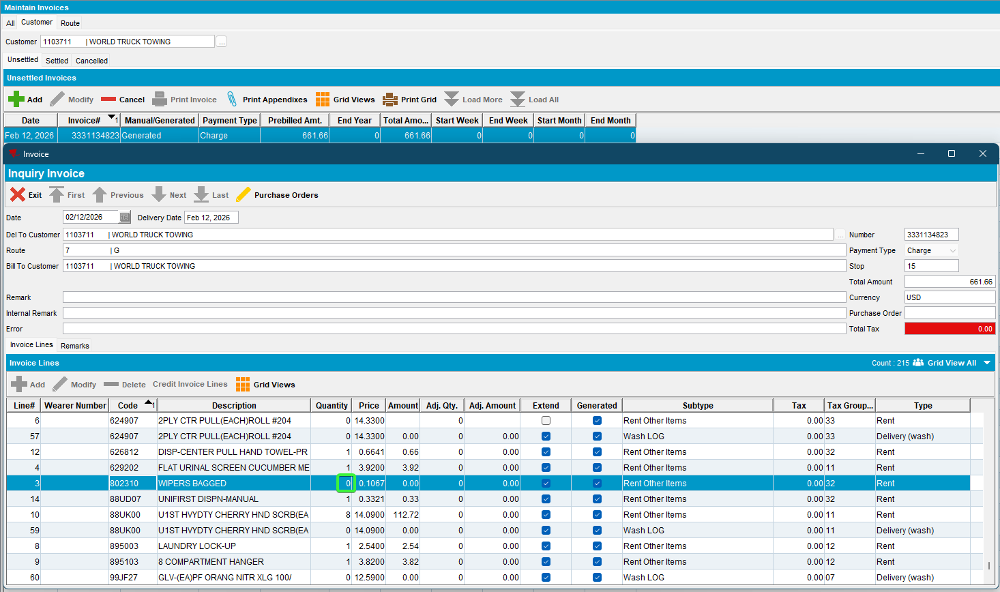 Maintain Invoices
All Customer Route
Customer 1103711 | WORLD TRUCK TOWING ...
Unsettled Settled Cancelled
Unsettled Invoices
Add Modify Cancel Print Invoice Print Appendixes Grid Views Print Grid Load More Load All
Date Invoice# 1 Manual/Generated Payment Type Prebilled Amt. End Year Total Amo... Start Week End Week Start Month End Month
Feb 12, 2026 3331134823 Generated Charge 661.66 0 661.66 0 0 0 0
Invoice
Inquiry Invoice
Exit First Previous Next Last Purchase Orders
Date 02/12/2026 16 Delivery Date Feb 12, 2026
Del To Customer 1103711 | WORLD TRUCK TOWING ... Number 3331134823
Route 7 | G Payment Type Charge
Bill To Customer 1103711 | WORLD TRUCK TOWING Stop 15
Total Amount 661.66
Remark Currency USD
Internal Remark Purchase Order
Error Total Tax 0.00
Invoice Lines Remarks
Invoice Lines Count : 215 Grid View All
Add Modify Delete Credit Invoice Lines Grid Views
Line# Wearer Number Code 1 Description Quantity Price Amount Adj. Qty. Adj. Amount Extend Generated Subtype Tax Tax Group... Type
6 624907 2PLY CTR PULL(EACH)ROLL #204 0 14.3300 0 Rent Other Items 0.00 33 Rent
57 624907 2PLY CTR PULL(EACH)ROLL #204 0 14.3300 0.00 0 0.00 Wash LOG 0.00 33 Delivery (wash)
12 626812 DISP-CENTER PULL HAND TOWEL-PR 1 0.6641 0.66 0 0.00 Rent Other Items 0.00 32 Rent
4 629202 FLAT URINAL SCREEN CUCUMBER ME 1 3.9200 3.92 0 0.00 Rent Other Items 0.00 11 Rent
3 802310 WIPERS BAGGED 0 0.1067 0.00 0 0.00 Rent Other Items 0.00 32 Rent
14 88UD07 UNIFIRST DISPN-MANUAL 1 0.3321 0.33 0 0.00 Rent Other Items 0.00 32 Rent
10 88UK00 U1ST HVYDTY CHERRY HND SCRB(EA 8 14.0900 112.72 0 0.00 Rent Other Items 0.00 11 Rent
59 88UK00 U1ST HVYDTY CHERRY HND SCRB(EA 0 14.0900 0.00 0 0.00 Wash LOG 0.00 11 Delivery (wash)
8 895003 LAUNDRY LOCK-UP 1 2.5400 2.54 0 0.00 Rent Other Items 0.00 12 Rent
9 895103 8 COMPARTMENT HANGER 1 3.8200 3.82 0 0.00 Rent Other Items 0.00 12 Rent
60 99JF27 GLV-(EA)PF ORANG NITR XLG 100/ 0 12.5900 0.00 0 0.00 Wash LOG 0.00 07 Delivery (wash)